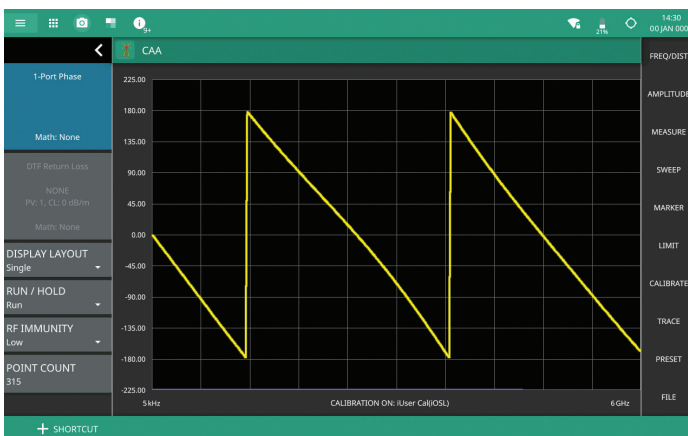 9+
21%
14:30
00 JAN 000
CAA
FREQ/DIST
AMPLITUDE
MEASURE
SWEEP
MARKER
LIMIT
CALIBRATE
TRACE
PRESET
FILE
1-Port Phase
Math: None
DTF Return Loss
NONE
PV: 1, CL: 0 dB/m
Math: None
DISPLAY LAYOUT
Single
RUN / HOLD
Run
RF IMMUNITY
Low
POINT COUNT
315
225.00
180.00
135.00
90.00
45.00
0.00
-45.00
-90.00
-135.00
-180.00
-225.00
5 kHz
CALIBRATION ON: iUser Cal(iOSL)
6 GHz
+ SHORTCUT